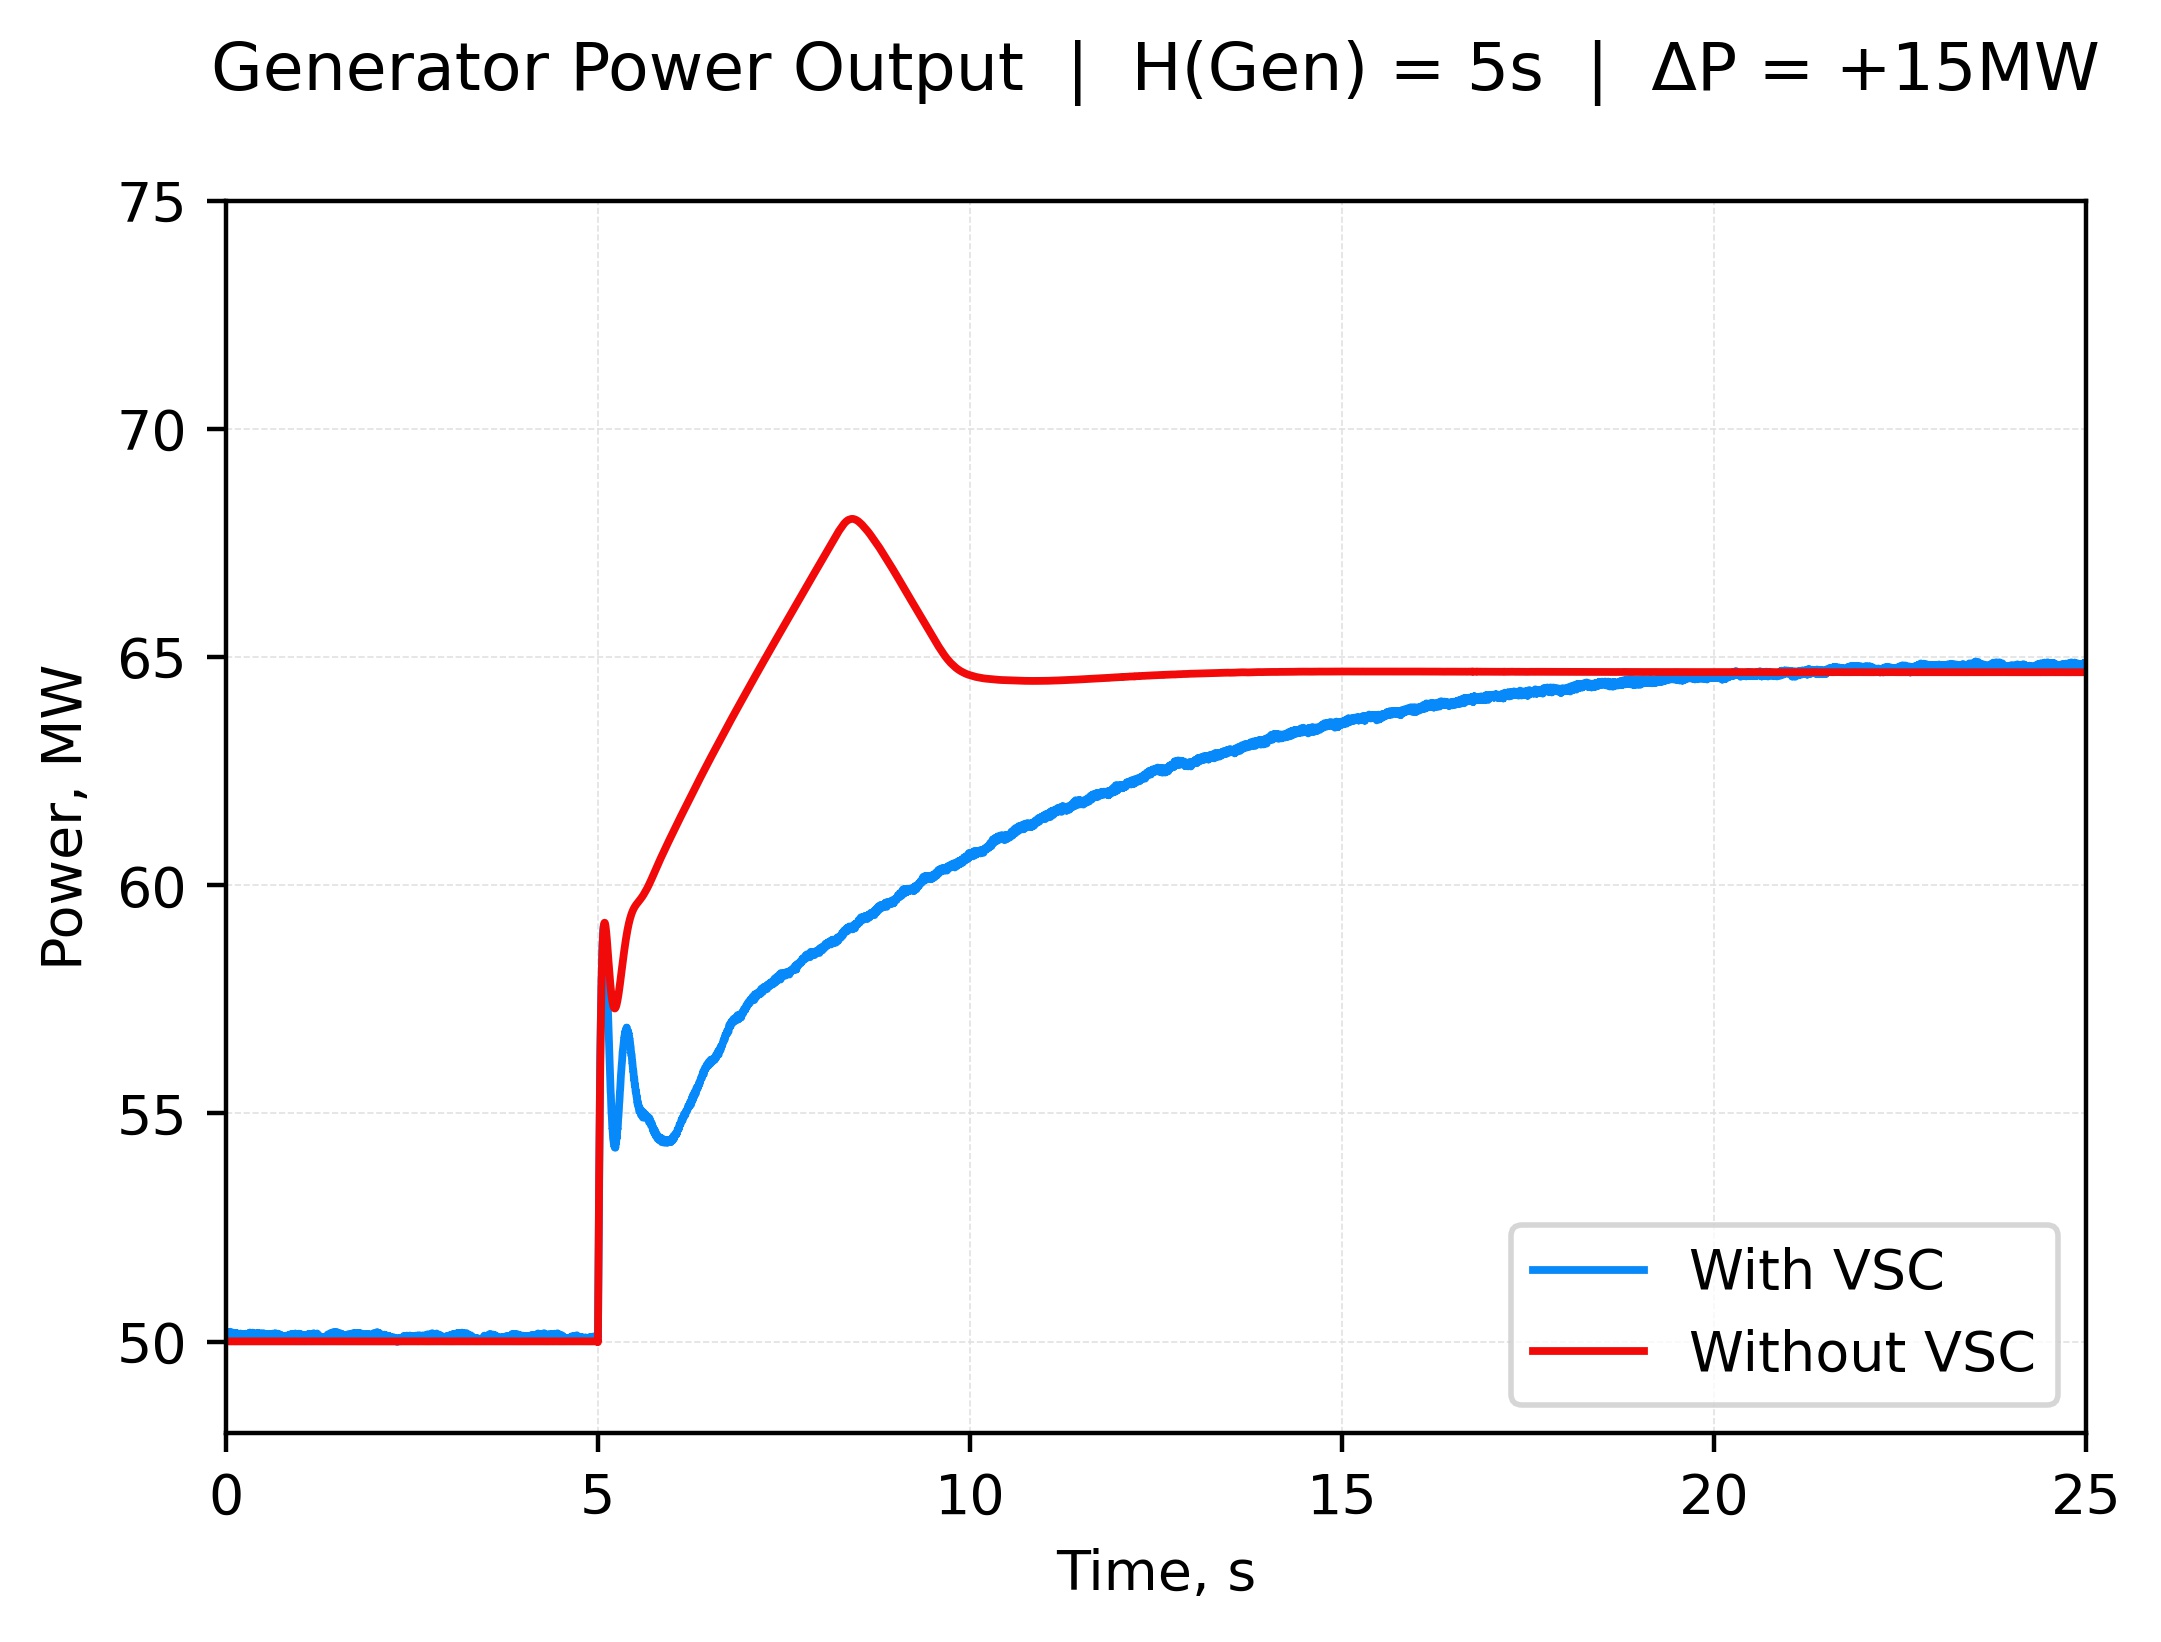 Generator Power Output | H(Gen) = 5s | ΔP = +15MW
75
70
65
60
55
50
Power, MW
With VSC
Without VSC
0 5 10 15 20 25
Time, s